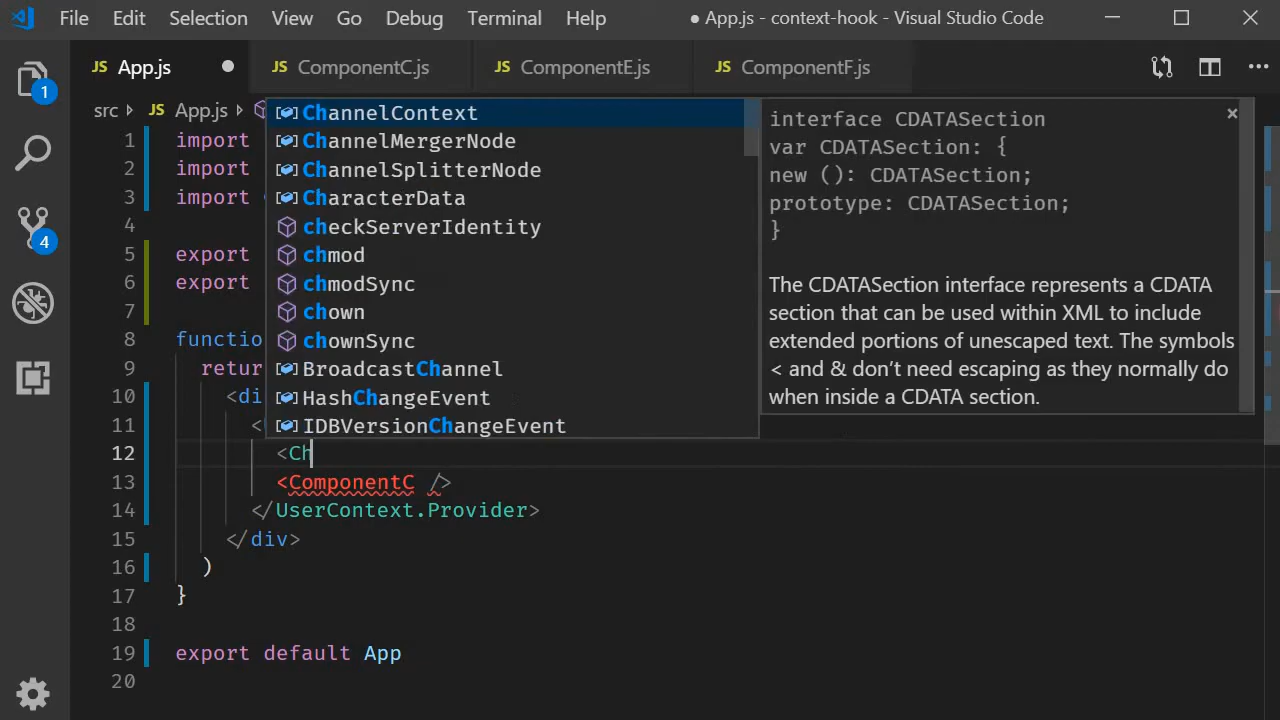 File Edit Selection View Go Debug Terminal Help ● App.js - context-hook - Visual Studio Code
JS App.js ● JS ComponentC.js JS ComponentE.js JS ComponentF.js
src JS App.js
1
4
ChannelContext
ChannelMergerNode
ChannelSplitterNode
CharacterData
checkServerIdentity
chmod
chmodSync
chown
chownSync
BroadcastChannel
HashChangeEvent
IDBVersionChangeEvent
interface CDATASection
var CDATASection: {
new (): CDATASection;
prototype: CDATASection;
}
The CDATASection interface represents a CDATA
section that can be used within XML to include
extended portions of unescaped text. The symbols
< and & don’t need escaping as they normally do
when inside a CDATA section.
1 import
2 import
3 import
4
5 export
6 export
7
8 functio
9 retur
10 <di
11 <
12 <Ch
13 <ComponentC />
14 </UserContext.Provider>
15 </div>
16 )
17 }
18
19 export default App
20